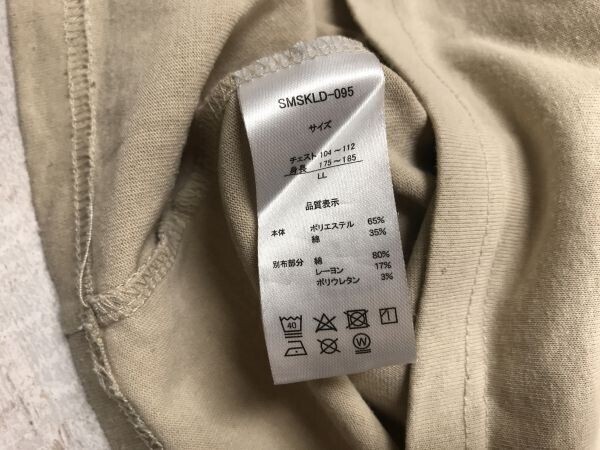 SMSKLD-095
サイズ
チェスト 104～112
身長 175～185
LL
品質表示
本体 ポリエステル 65%
綿 35%
別布部分 綿 80%
レーヨン 17%
ポリウレタン 3%
40
W